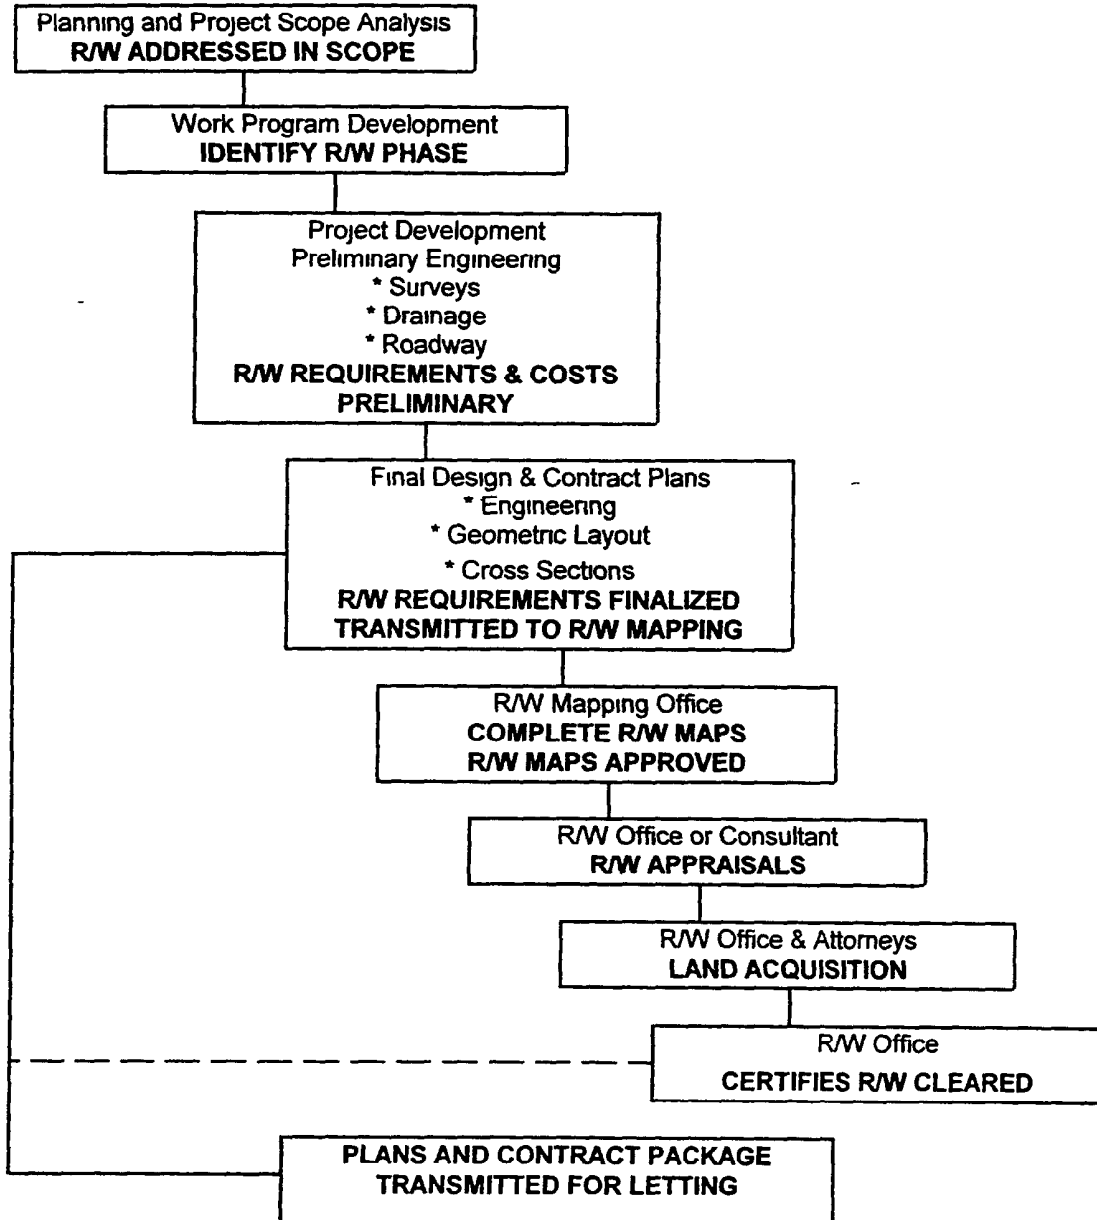 Planning and Project Scope Analysis
R/W ADDRESSED IN SCOPE
Work Program Development
IDENTIFY R/W PHASE
Project Development
Preliminary Engineering
* Surveys
* Drainage
* Roadway
R/W REQUIREMENTS & COSTS
PRELIMINARY
Final Design & Contract Plans
* Engineering
* Geometric Layout
* Cross Sections
R/W REQUIREMENTS FINALIZED
TRANSMITTED TO R/W MAPPING
R/W Mapping Office
COMPLETE R/W MAPS
R/W MAPS APPROVED
R/W Office or Consultant
R/W APPRAISALS
R/W Office & Attorneys
LAND ACQUISITION
R/W Office
CERTIFIES R/W CLEARED
PLANS AND CONTRACT PACKAGE
TRANSMITTED FOR LETTING